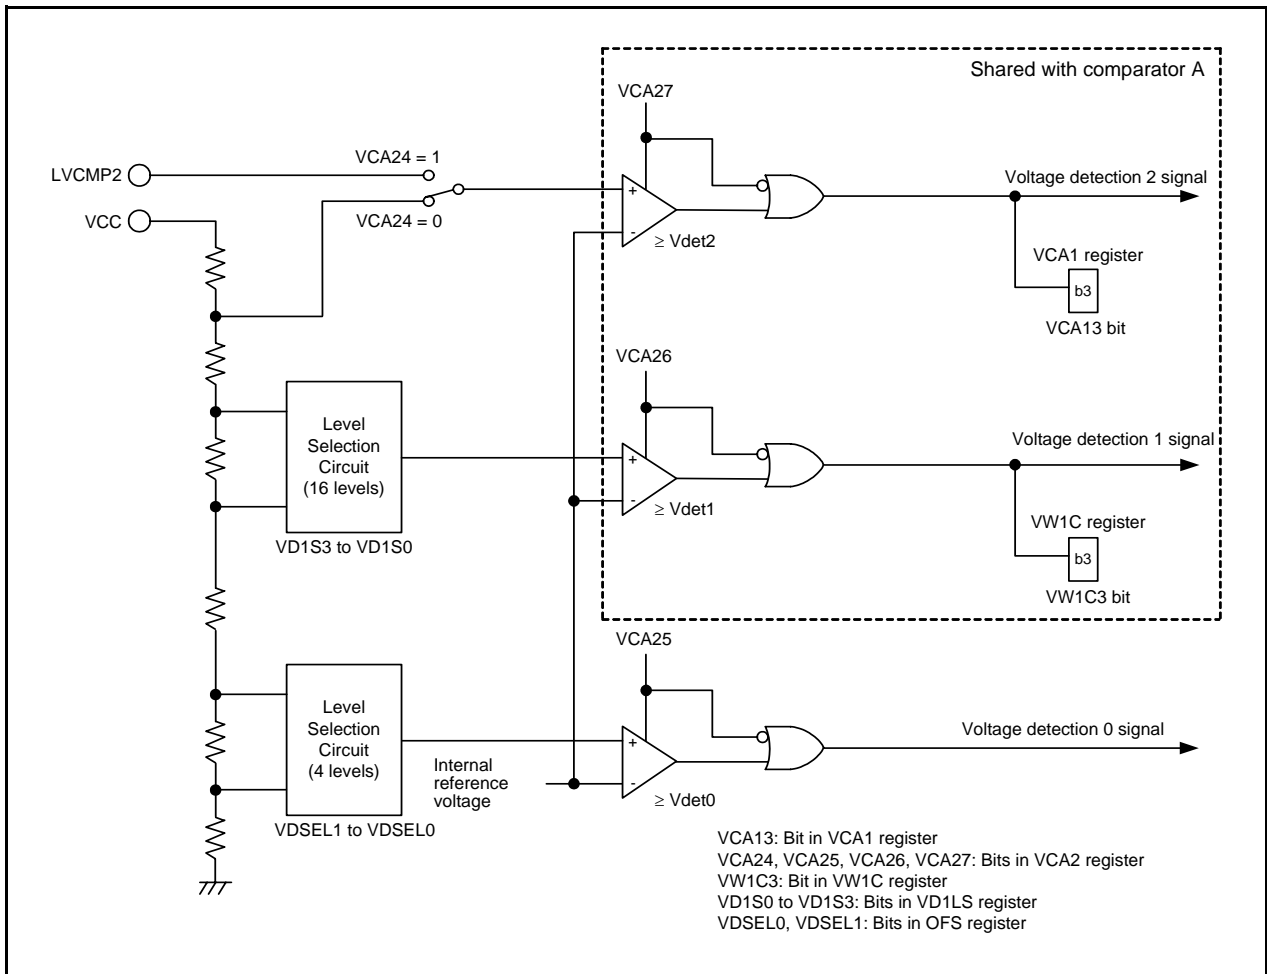 Shared with comparator A
VCA27
VCA24 = 1
LVCMP2
VCC
VCA24 = 0
+
-
≥ Vdet2
Voltage detection 2 signal
VCA1 register
b3
VCA13 bit
VCA26
Level
Selection
Circuit
(16 levels)
VD1S3 to VD1S0
+
-
≥ Vdet1
Voltage detection 1 signal
VW1C register
b3
VW1C3 bit
VCA25
Level
Selection
Circuit
(4 levels)
VDSEL1 to VDSEL0
Internal
reference
voltage
+
-
≥ Vdet0
Voltage detection 0 signal
VCA13: Bit in VCA1 register
VCA24, VCA25, VCA26, VCA27: Bits in VCA2 register
VW1C3: Bit in VW1C register
VD1S0 to VD1S3: Bits in VD1LS register
VDSEL0, VDSEL1: Bits in OFS register